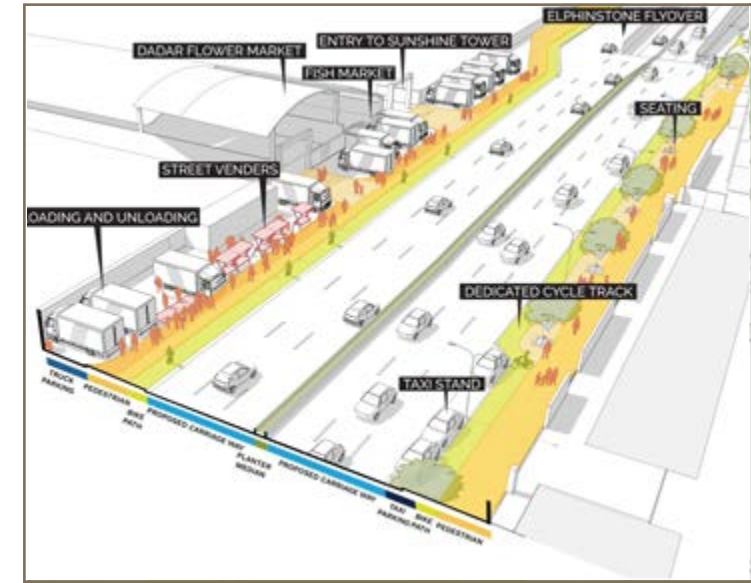 ELPHINSTONE FLYOVER
ENTRY TO SUNSHINE TOWER
DADAR FLOWER MARKET
FISH MARKET
SEATING
STREET VENDERS
OADING AND UNLOADING
DEDICATED CYCLE TRACK
TAXI STAND
TRUCK
PARKING
PEDESTRIAN
BIKE
PATH
PROPOSED CARRIAGE WAY
PLANTER
MEDIAN
PROPOSED CARRIAGE WAY
TAXI
PARKING
BIKE
PATH
PEDESTRIAN